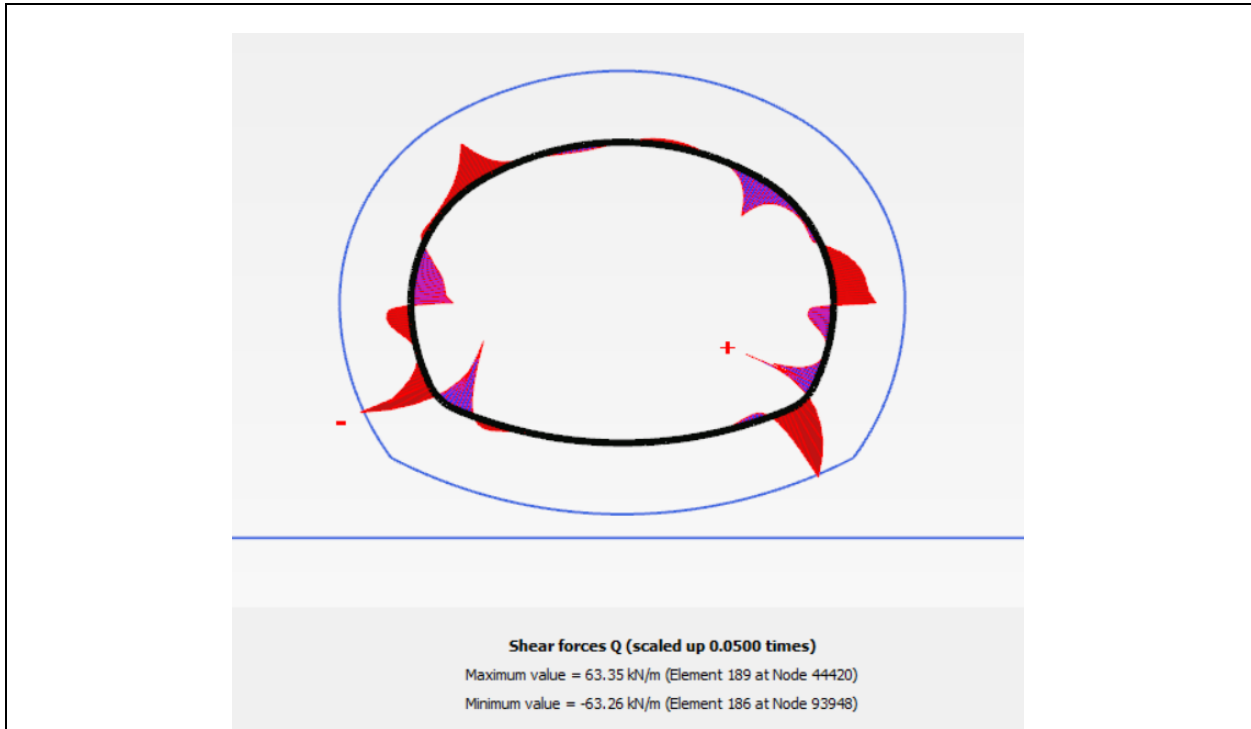 +
-
Shear forces Q (scaled up 0.0500 times)
Maximum value = 63.35 kN/m (Element 189 at Node 44420)
Minimum value = -63.26 kN/m (Element 186 at Node 93948)